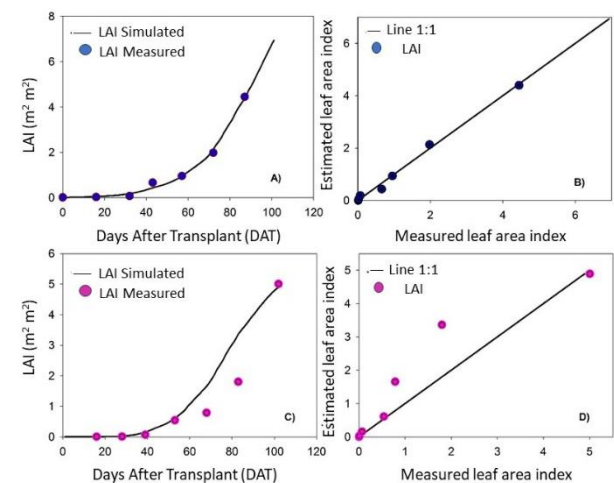 LAI Simulated
LAI Measured
LAI (m² m²)
8
6
4
2
0
0 20 40 60 80 100 120
A)
Days After Transplant (DAT)
Line 1:1
LAI
Estimated leaf area index
6
4
2
0
0 2 4 6
B)
Measured leaf area index
LAI Simulated
LAI Measured
LAI (m² m²)
6
5
4
3
2
1
0
0 20 40 60 80 100 120
C)
Days After Transplant (DAT)
Line 1:1
LAI
Estimated leaf area index
5
4
3
2
1
0
0 1 2 3 4 5
D)
Measured leaf area index